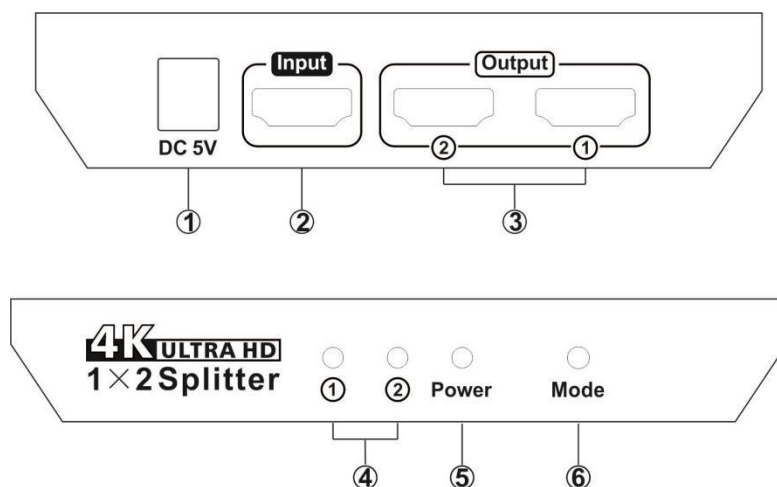 Input
Output
DC 5V
② ①
① ② ③
4K ULTRA HD
1×2 Splitter
① ② Power Mode
④ ⑤ ⑥